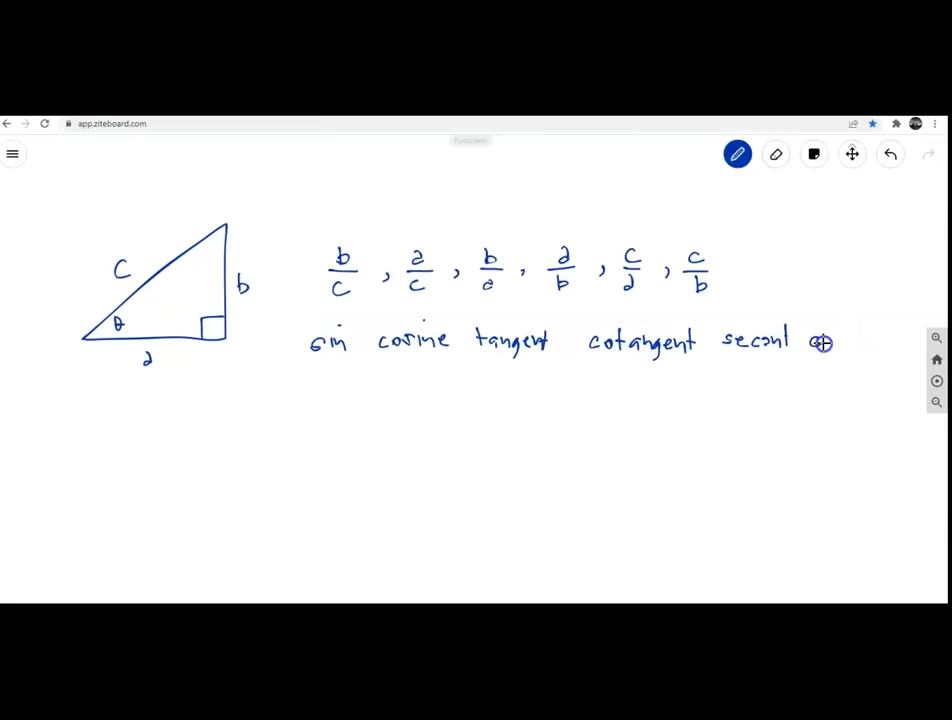 app.ziteboard.com
C
b
θ
a
b/c , a/c , b/a , a/b , c/a , c/b
sin cosine tangent cotangent secant